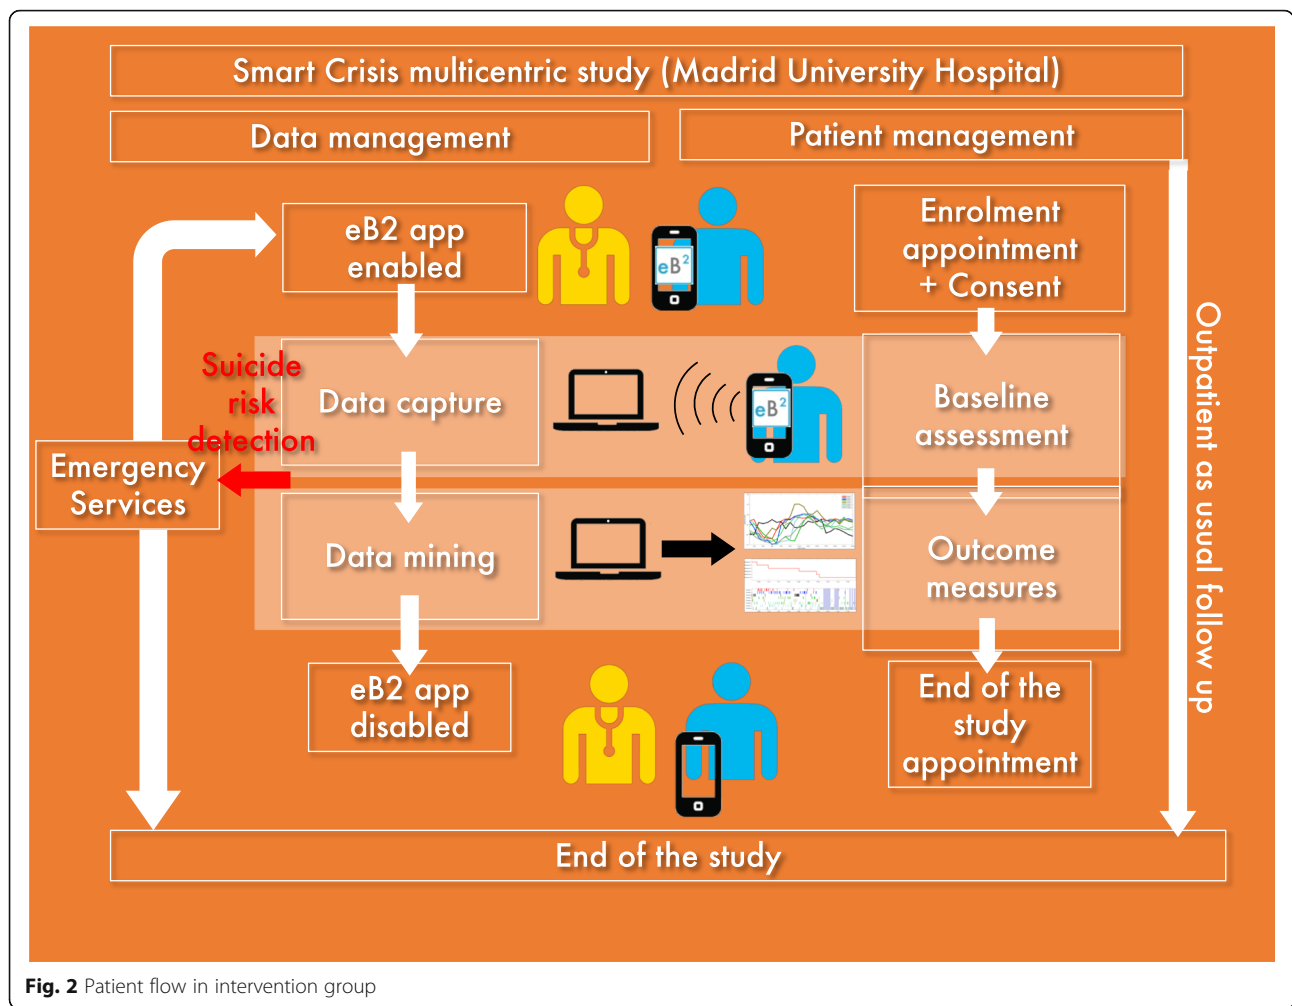 Smart Crisis multicentric study (Madrid University Hospital)
Data management
Patient management
eB2 app
enabled
eB²
Enrolment
appointment
+ Consent
Suicide
risk
detection
Data capture
eB²
Baseline
assessment
Outpatient as usual follow up
Emergency
Services
Data mining
Outcome
measures
eB2 app
disabled
End of the
study
appointment
End of the study
Fig. 2 Patient flow in intervention group